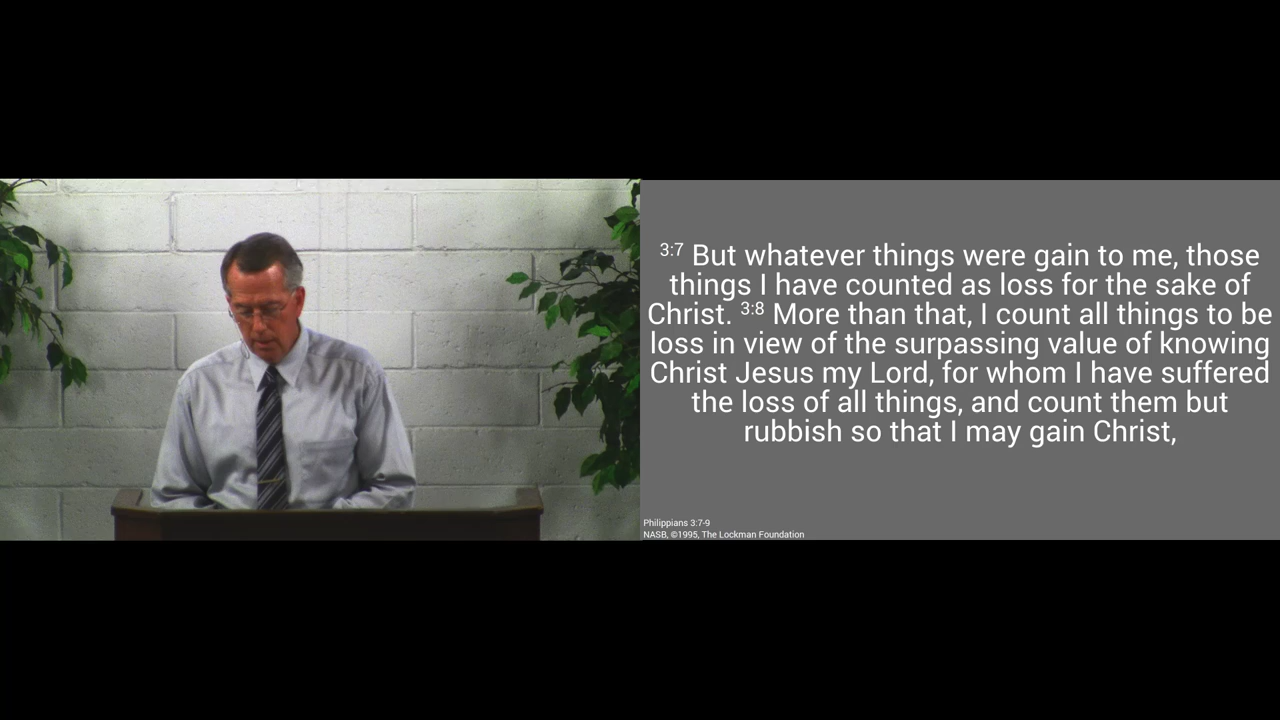 3:7 But whatever things were gain to me, those
things I have counted as loss for the sake of
Christ. 3:8 More than that, I count all things to be
loss in view of the surpassing value of knowing
Christ Jesus my Lord, for whom I have suffered
the loss of all things, and count them but
rubbish so that I may gain Christ,
Philippians 3:7-9
NASB, ©1995, The Lockman Foundation